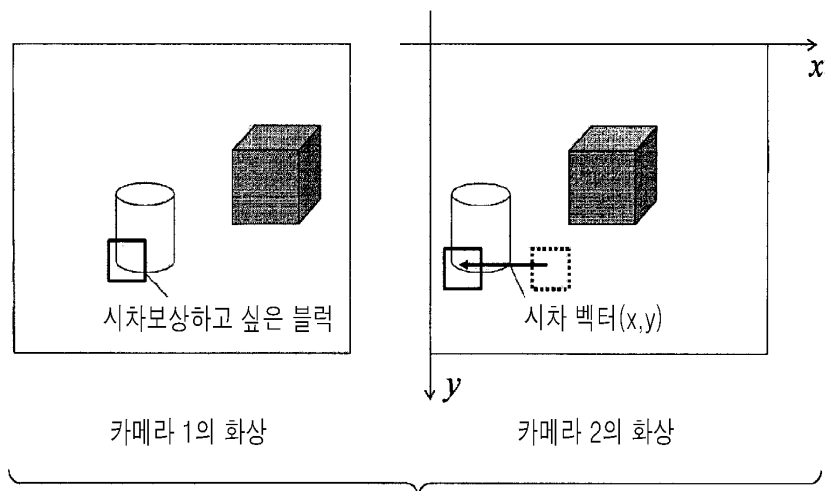 x
시차보상하고 싶은 블럭
시차 벡터(x,y)
y
카메라 1의 화상
카메라 2의 화상